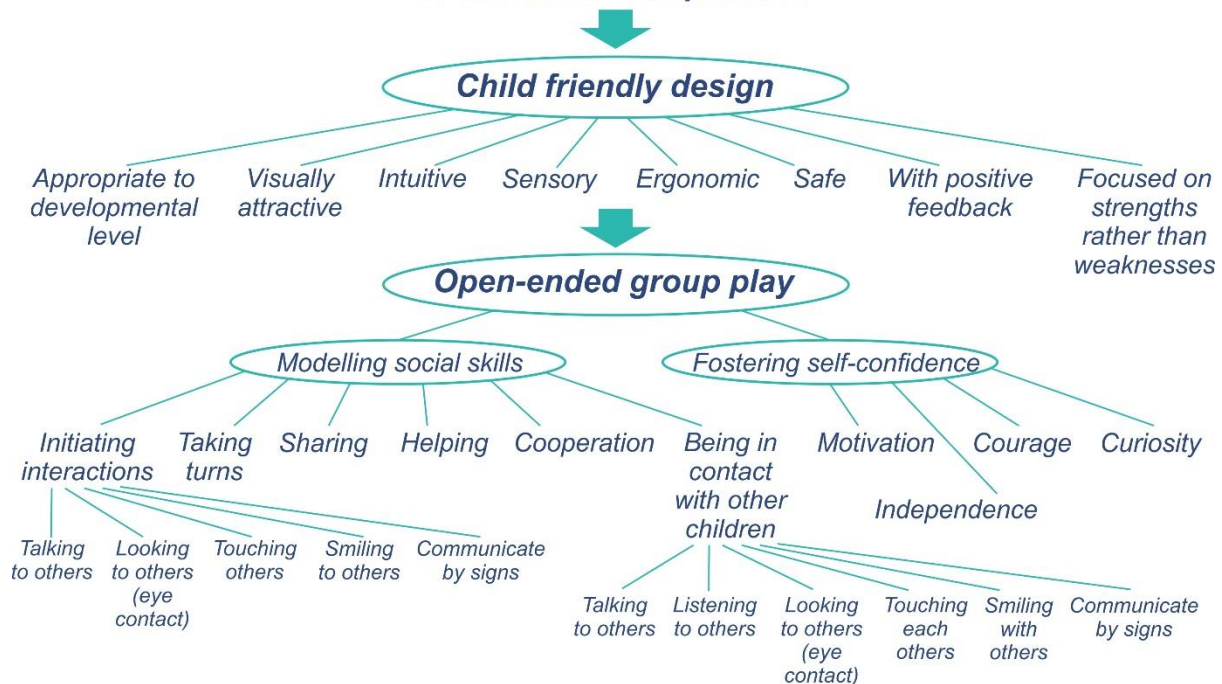 Child friendly design
Appropriate to
developmental
level
Visually
attractive
Intuitive
Sensory
Ergonomic
Safe
With positive
feedback
Focused on
strengths
rather than
weaknesses
Open-ended group play
Modelling social skills
Fostering self-confidence
Initiating
interactions
Taking
turns
Sharing
Helping
Cooperation
Being in
contact
with other
children
Motivation
Independence
Courage
Curiosity
Talking
to others
Looking
to others
(eye
contact)
Touching
others
Smiling
to others
Communicate
by signs
Talking
to others
Listening
to others
Looking
to others
(eye
contact)
Touching
each
others
Smiling
with
others
Communicate
by signs